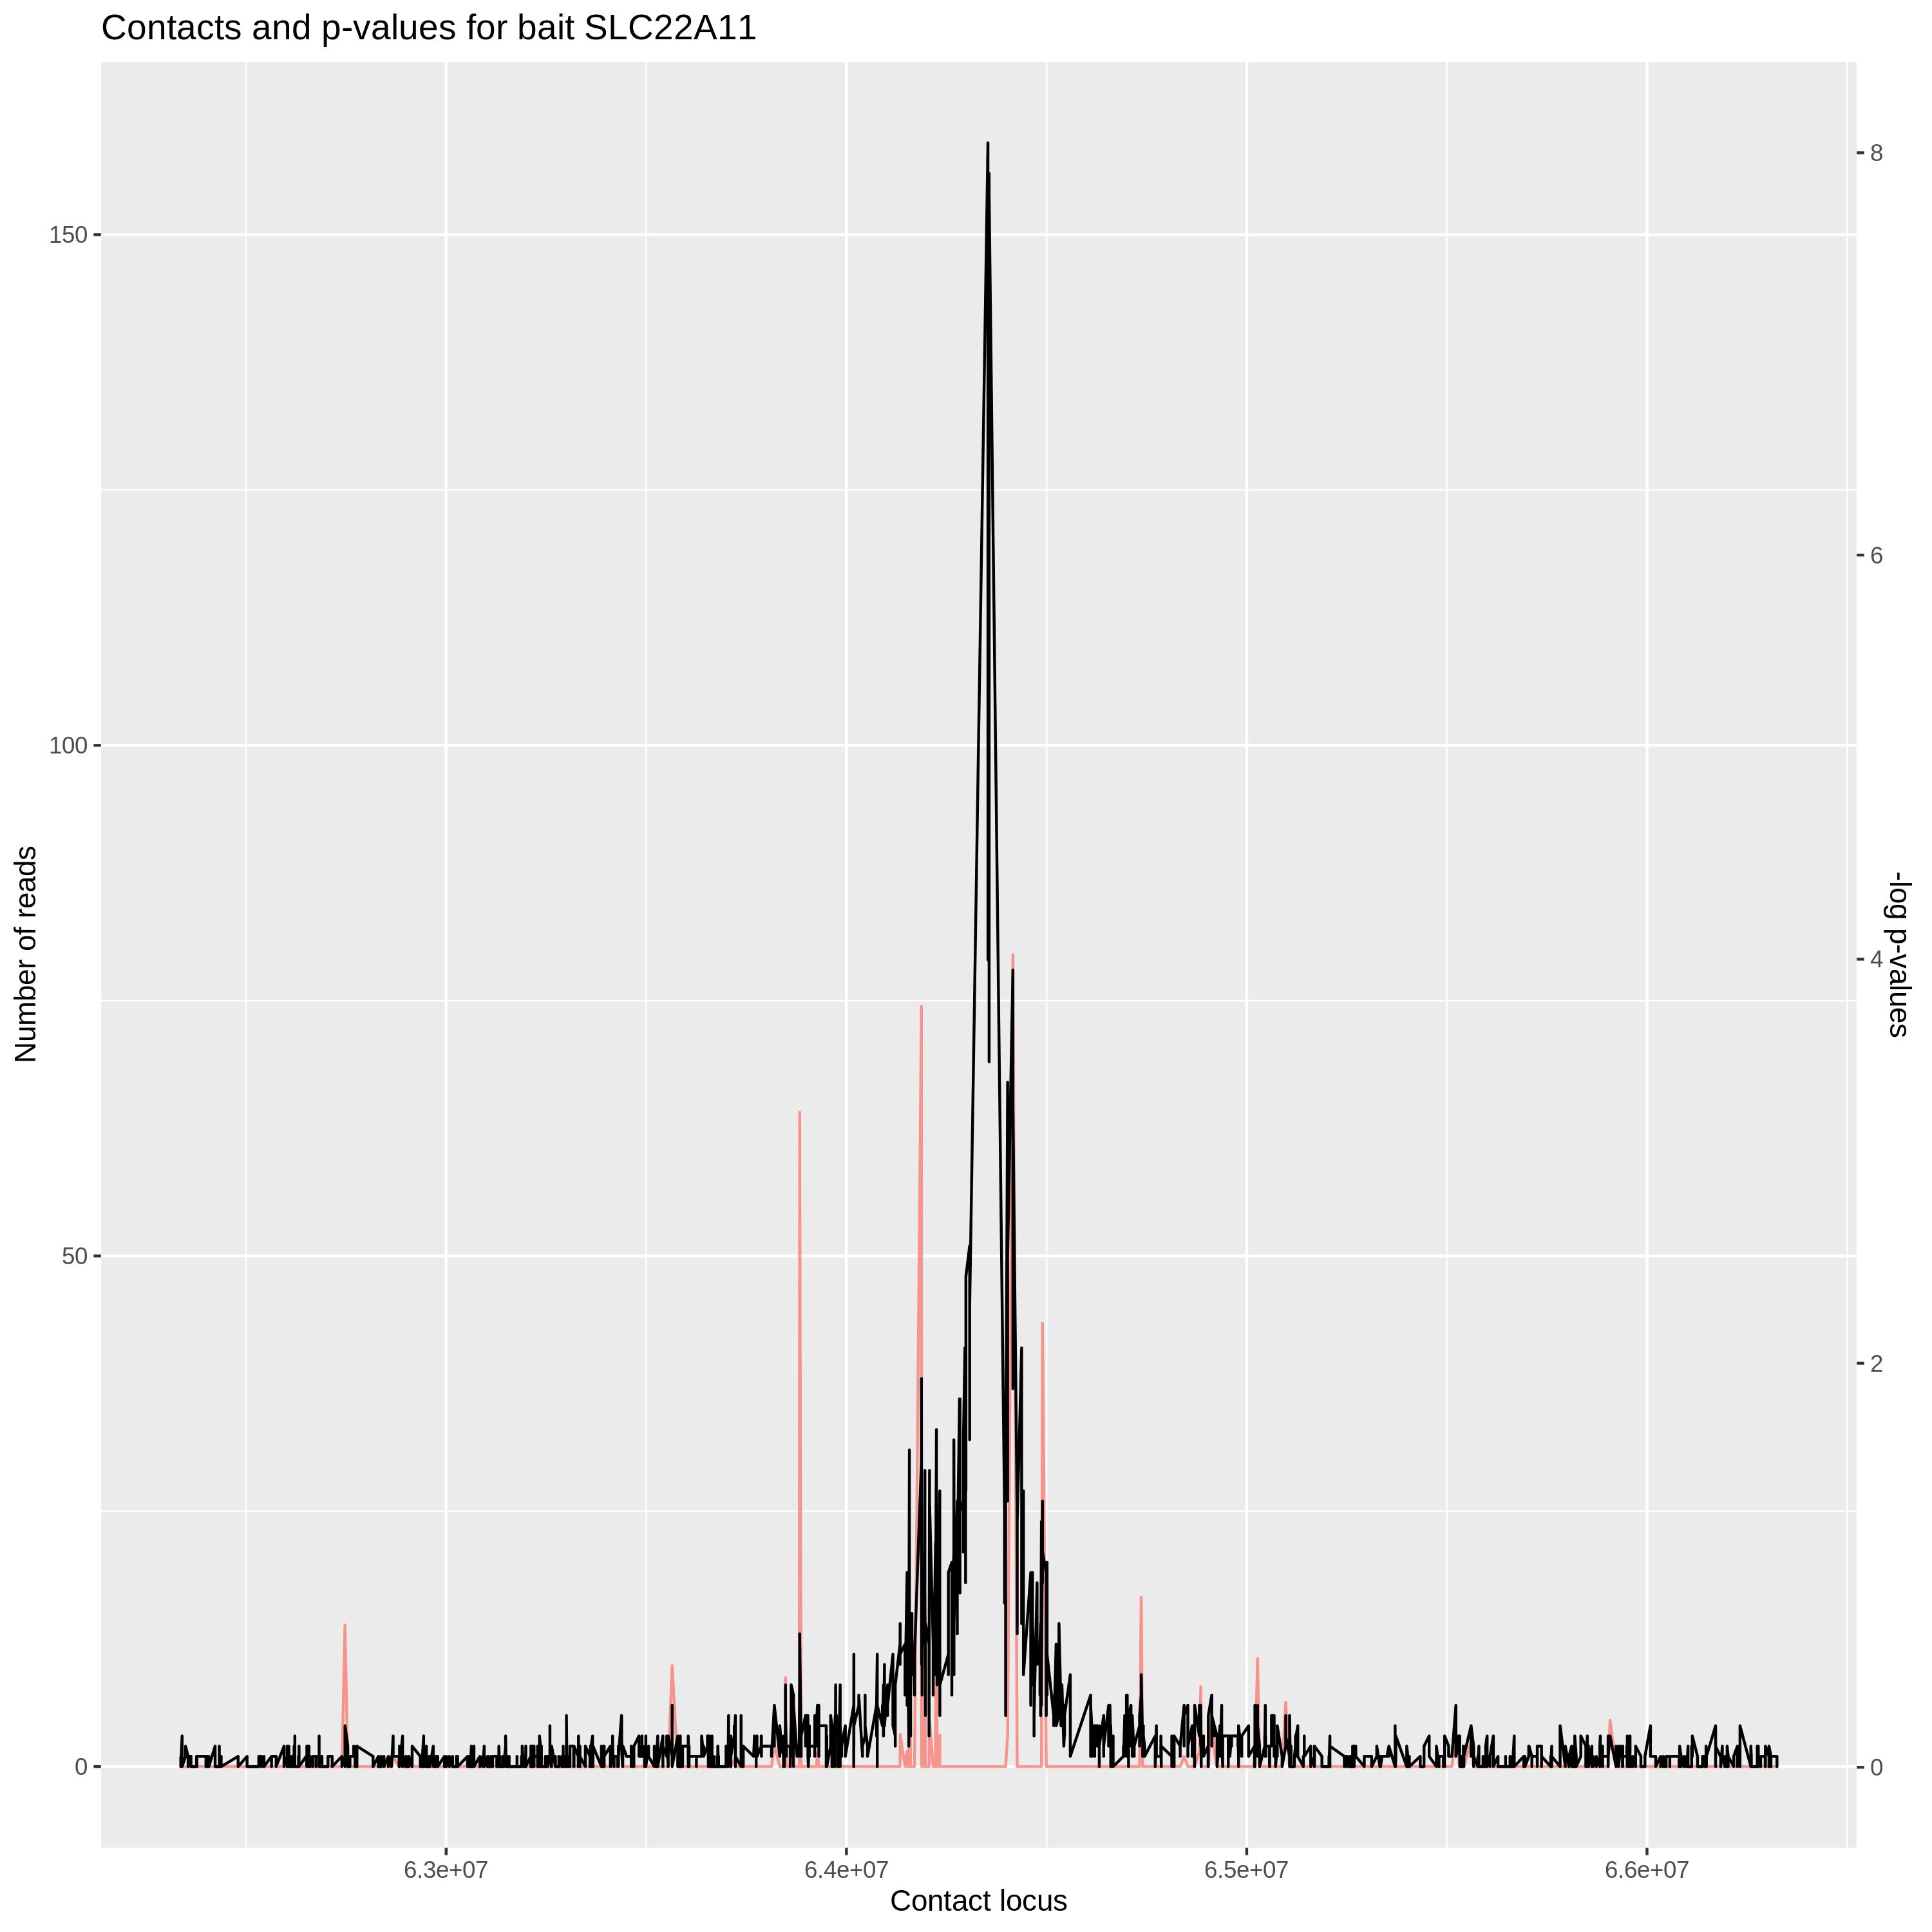 Contacts and p-values for bait SLC22A11
150
100
50
0
Number of reads
8
6
4
2
0
-log p-values
6.3e+07
6.4e+07
6.5e+07
6.6e+07
Contact locus